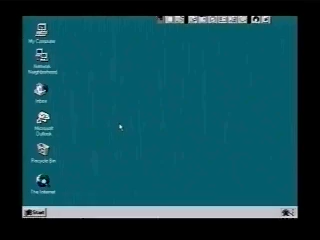 My Computer
Network
Neighborhood
Inbox
Microsoft
Outlook
Recycle Bin
The Internet
Start